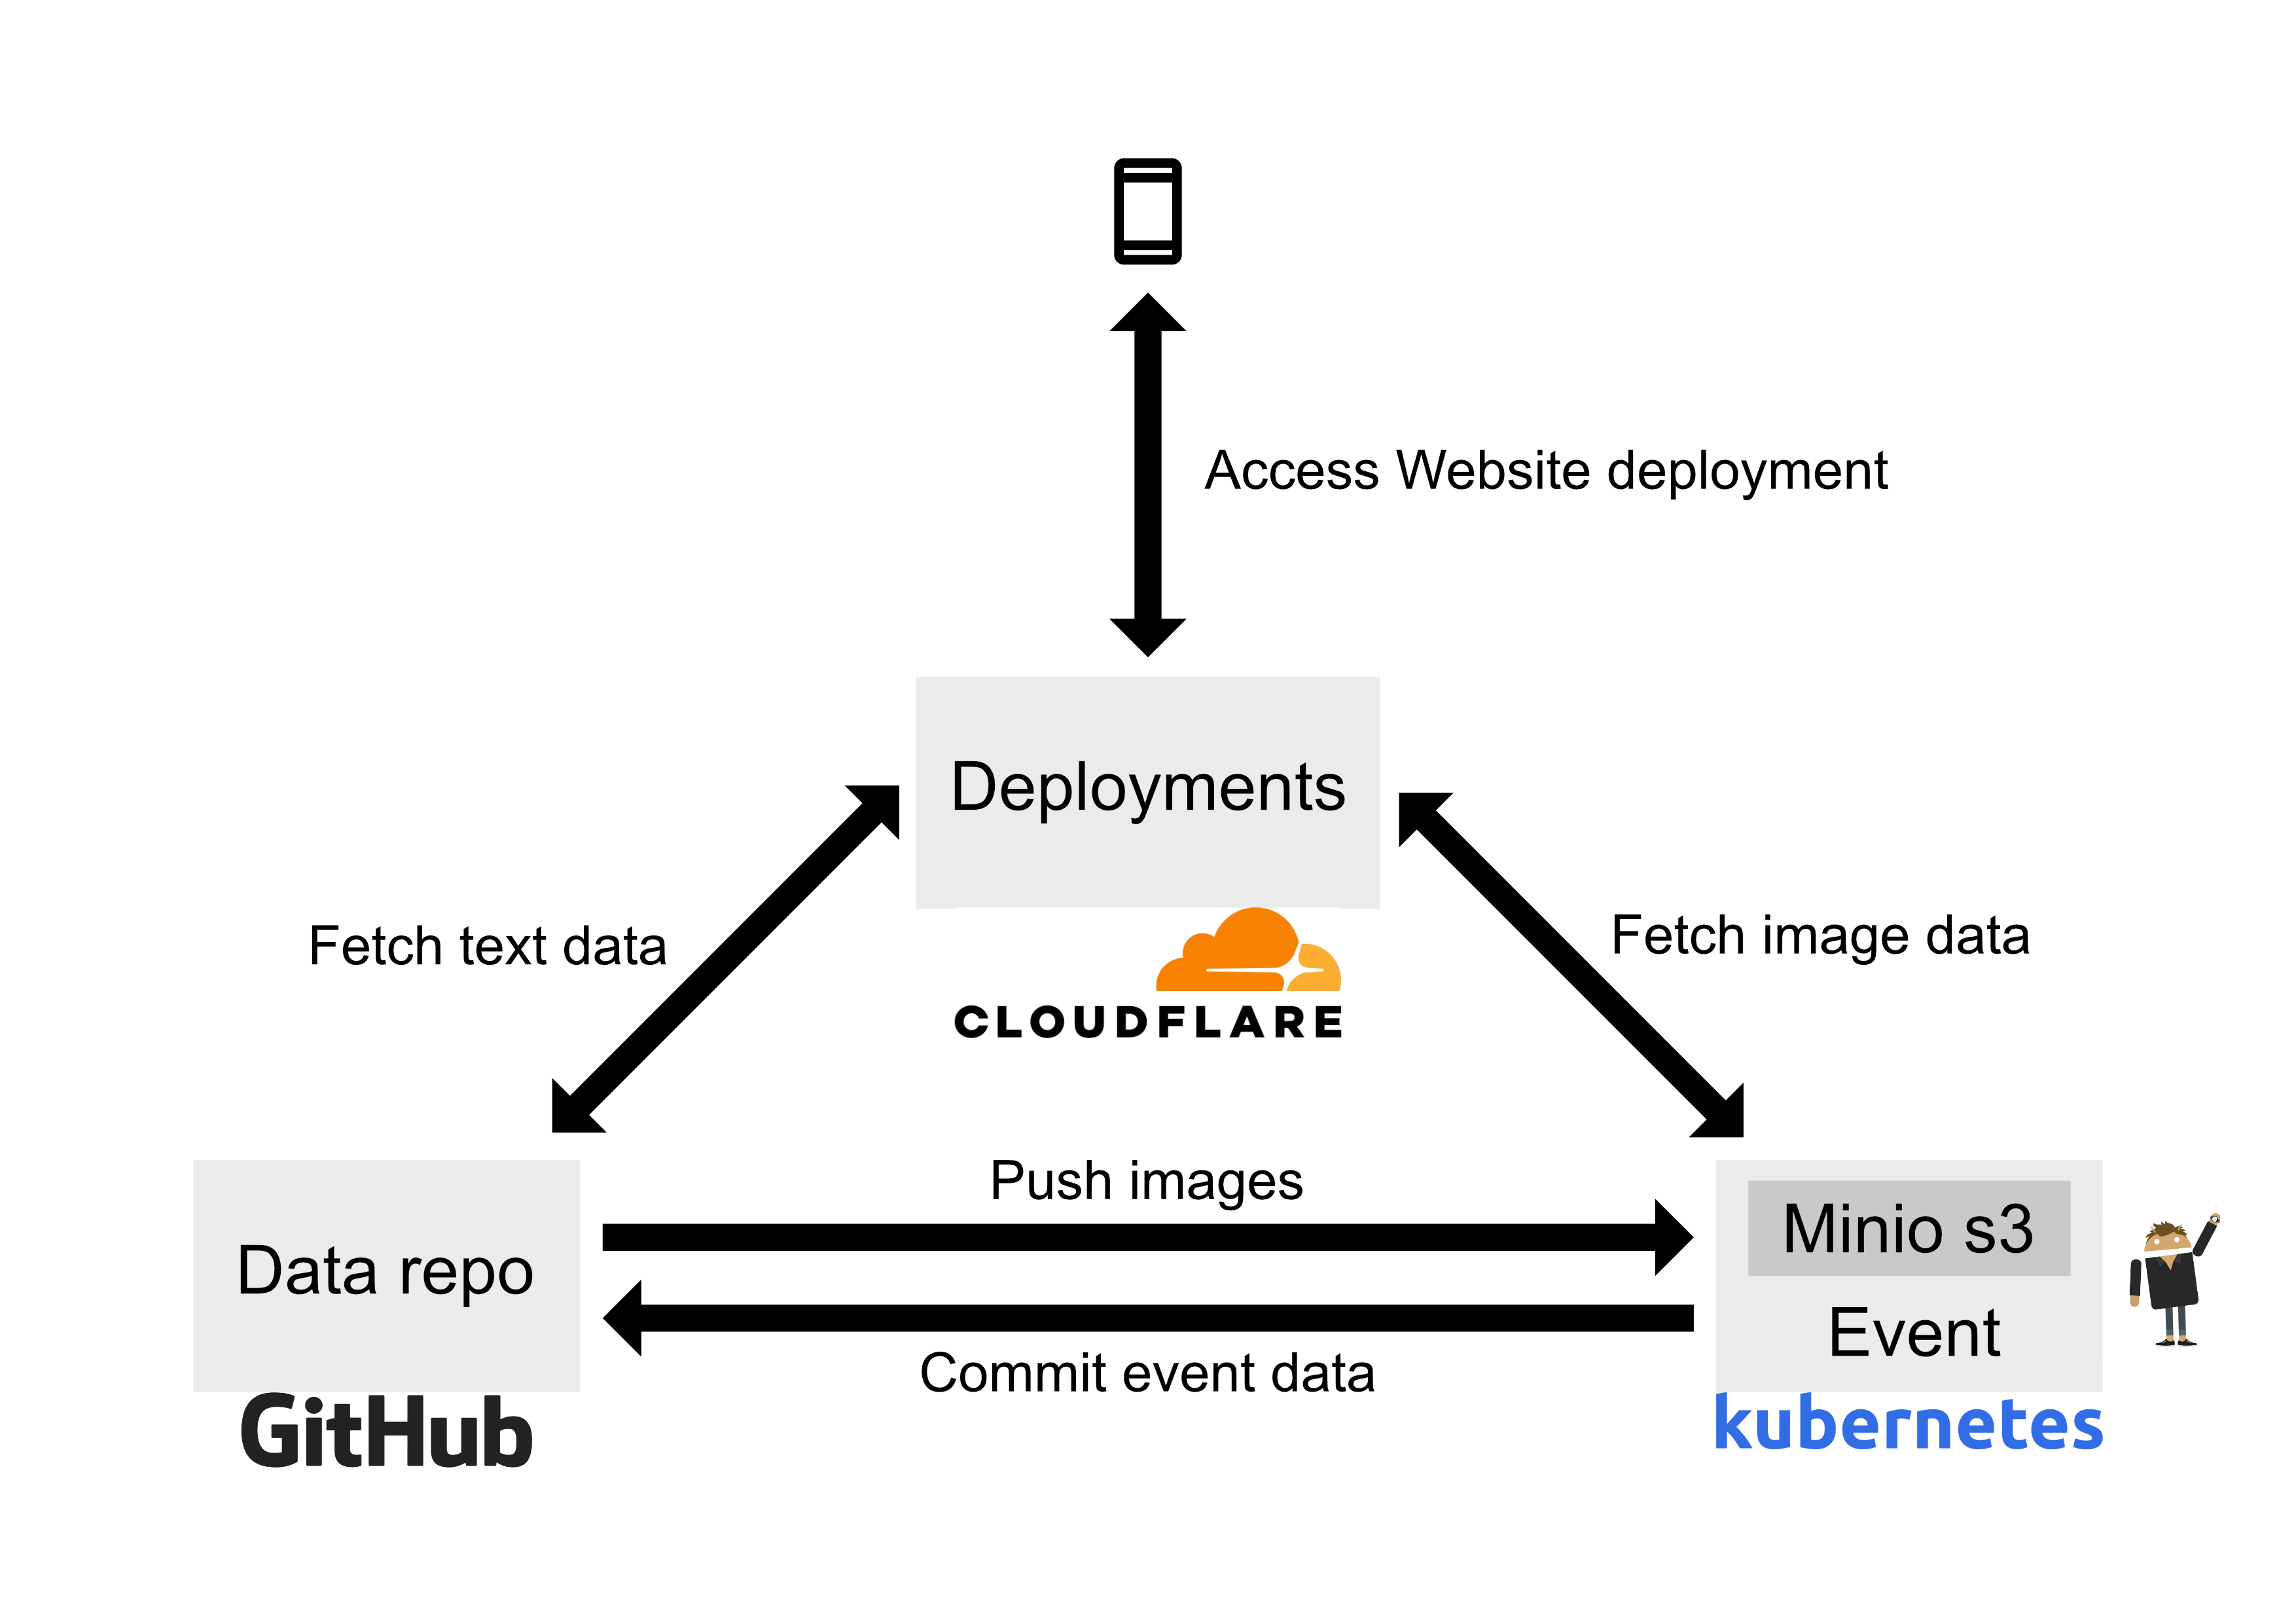 Access Website deployment
Deployments
Fetch text data
Fetch image data
CLOUDFLARE
Push images
Minio s3
Data repo
Event
Commit event data
GitHub
kubernetes